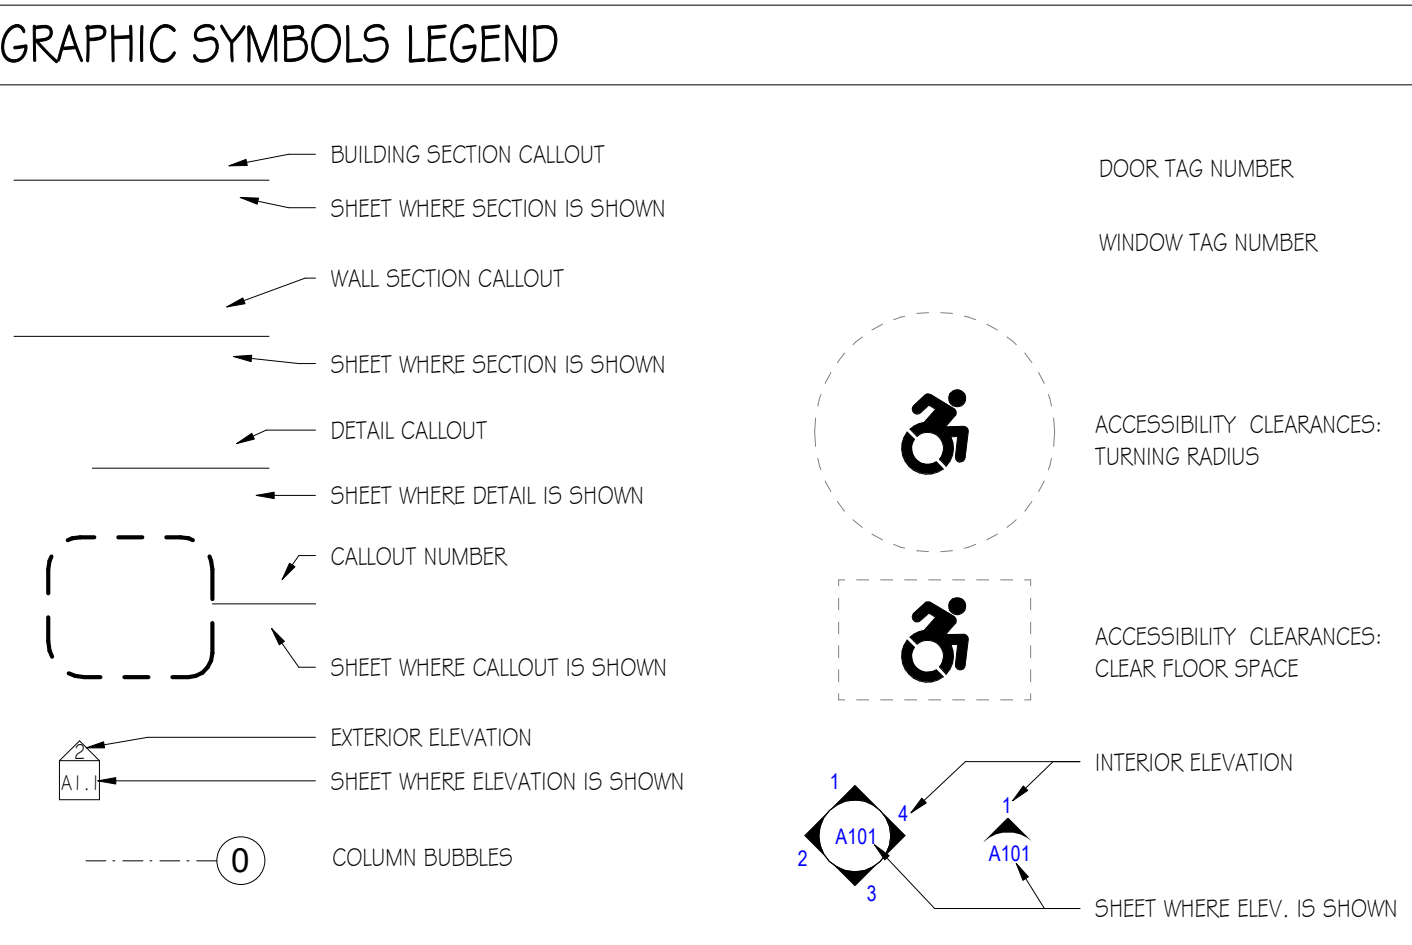 GRAPHIC SYMBOLS LEGEND
BUILDING SECTION CALLOUT
SHEET WHERE SECTION IS SHOWN
WALL SECTION CALLOUT
SHEET WHERE SECTION IS SHOWN
DETAIL CALLOUT
SHEET WHERE DETAIL IS SHOWN
CALLOUT NUMBER
SHEET WHERE CALLOUT IS SHOWN
2
EXTERIOR ELEVATION
A1.1
SHEET WHERE ELEVATION IS SHOWN
0
COLUMN BUBBLES
DOOR TAG NUMBER
WINDOW TAG NUMBER
ACCESSIBILITY CLEARANCES:
TURNING RADIUS
ACCESSIBILITY CLEARANCES:
CLEAR FLOOR SPACE
INTERIOR ELEVATION
1
4
A101
2
3
1
A101
SHEET WHERE ELEV. IS SHOWN